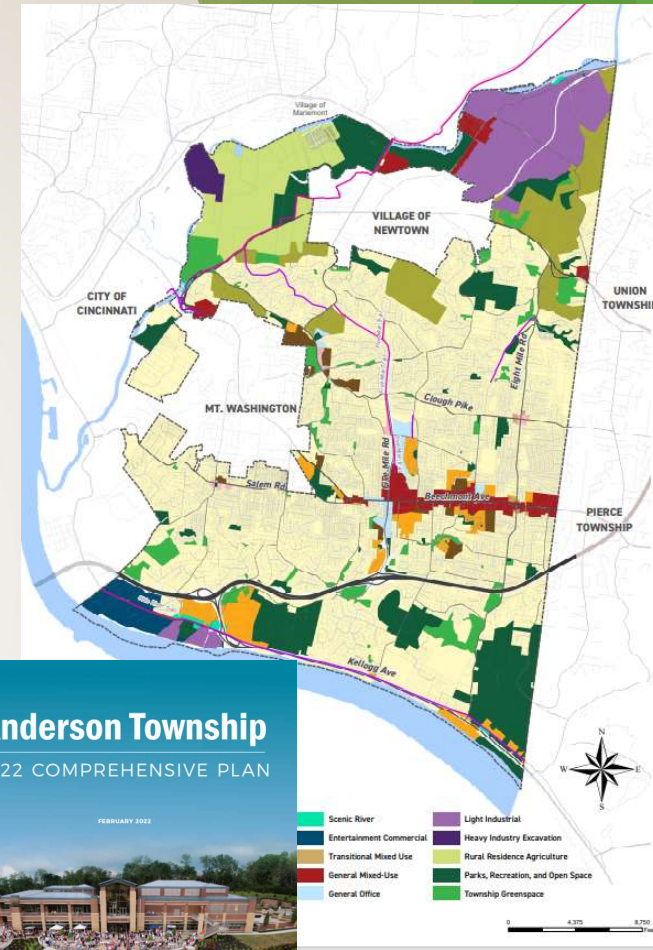 Village of
Mariemont
VILLAGE OF
NEWTOWN
CITY OF
CINCINNATI
UNION
TOWNSHIP
MT. WASHINGTON
Eight Mile Rd
Clough Pike
Five Mile Rd
Salem Rd
Beechmont Ave
PIERCE
TOWNSHIP
Kellogg Ave
nderson Township
22 COMPREHENSIVE PLAN
FEBRUARY 2022
N
W
E
S
Scenic River
Entertainment Commercial
Transitional Mixed Use
General Mixed-Use
General Office
Light Industrial
Heavy Industry Excavation
Rural Residence Agriculture
Parks, Recreation, and Open Space
Township Greenspace
0
4,375
8,750